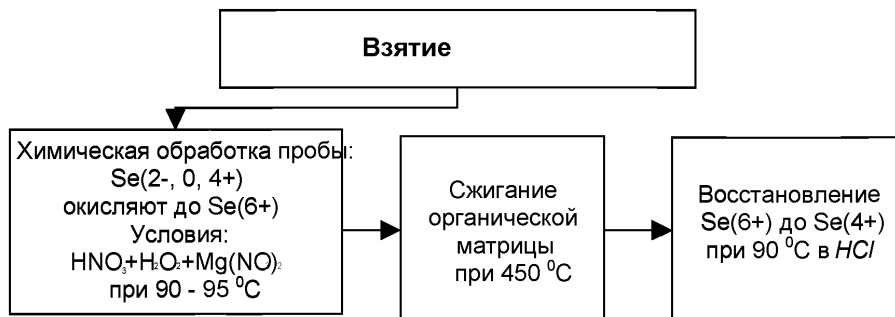 Взятие
Химическая обработка пробы:
Se(2-, 0, 4+)
окисляют до Se(6+)
Условия:
HNO₃+H₂O₂+Mg(NO)₂
при 90 - 95 ⁰C
Сжигание
органической
матрицы
при 450 ⁰C
Восстановление
Se(6+) до Se(4+)
при 90 ⁰C в HCl